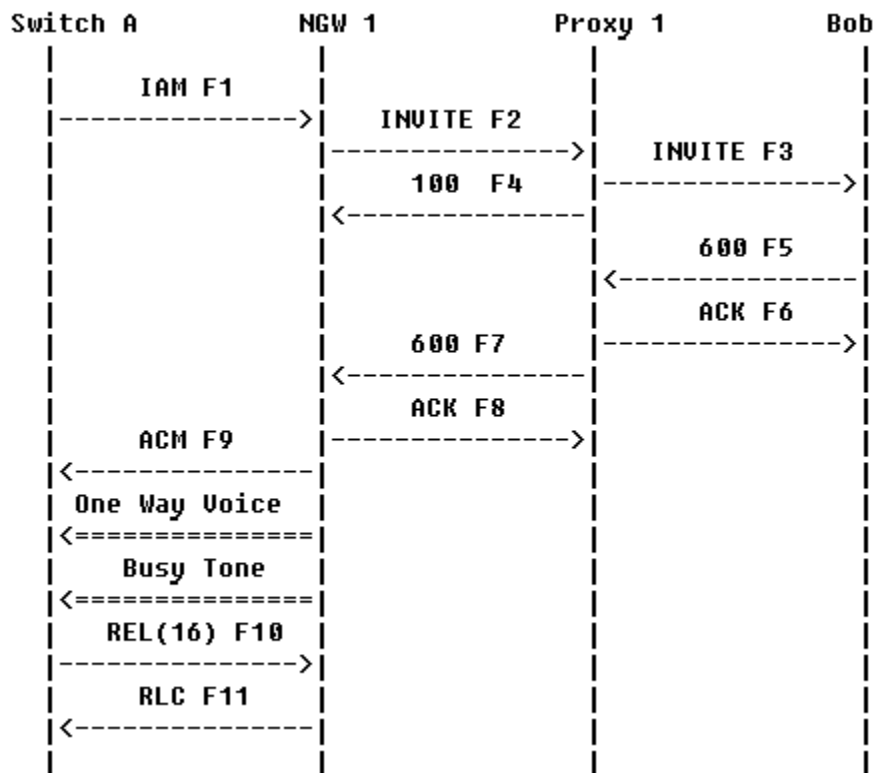 Switch A NGW 1 Proxy 1 Bob
IAM F1
INVITE F2
INVITE F3
100 F4
600 F5
ACK F6
600 F7
ACK F8
ACM F9
One Way Voice
Busy Tone
REL(16) F10
RLC F11